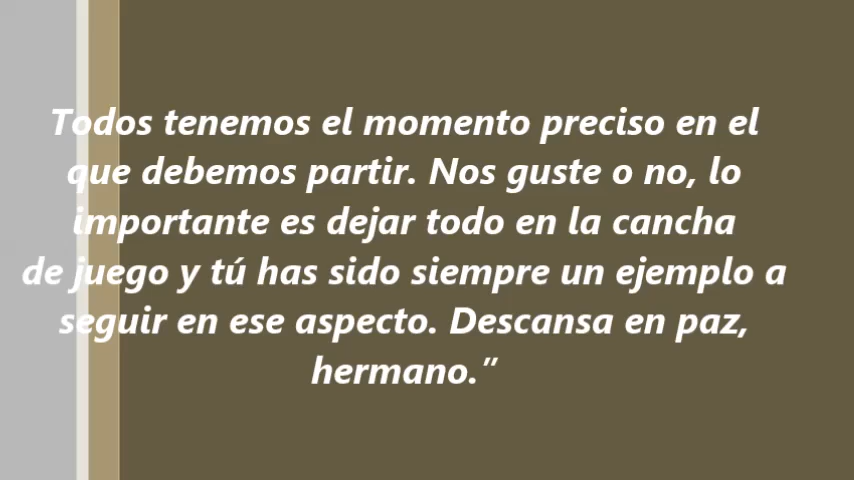 Todos tenemos el momento preciso en el
que debemos partir. Nos guste o no, lo
importante es dejar todo en la cancha
de juego y tú has sido siempre un ejemplo a
seguir en ese aspecto. Descansa en paz,
hermano.”